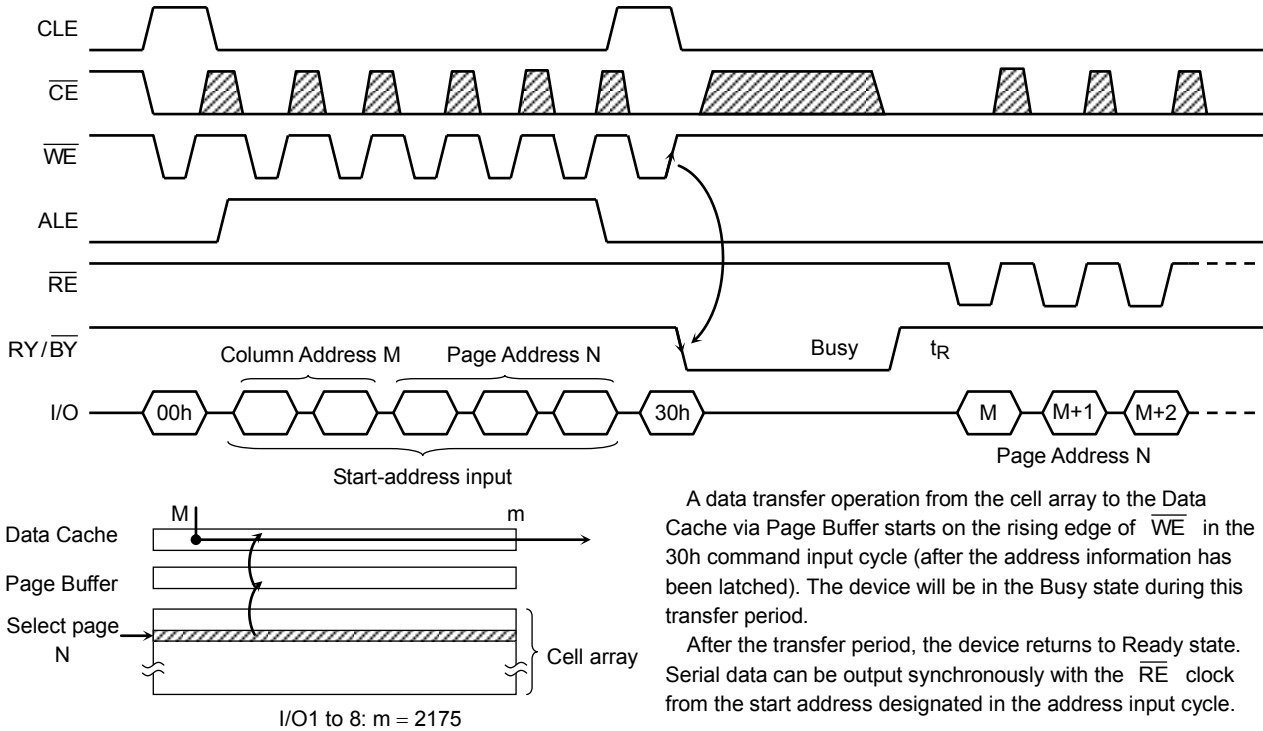 CLE
CE
WE
ALE
RE
RY/BY
Busy
tR
Column Address M
Page Address N
I/O
00h
30h
M
M+1
M+2
Start-address input
Page Address N
M
m
Data Cache
Page Buffer
Select page
N
Cell array
I/O1 to 8: m = 2175
A data transfer operation from the cell array to the Data
Cache via Page Buffer starts on the rising edge of WE in the
30h command input cycle (after the address information has
been latched). The device will be in the Busy state during this
transfer period.
After the transfer period, the device returns to Ready state.
Serial data can be output synchronously with the RE clock
from the start address designated in the address input cycle.